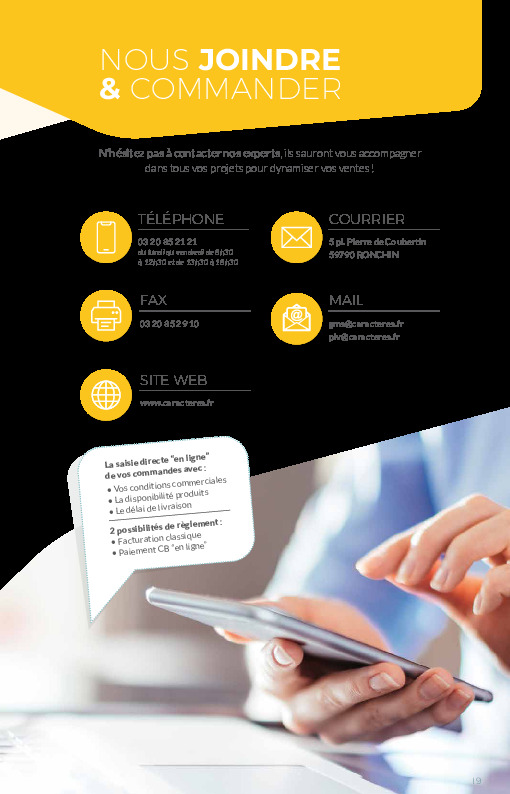 NOUS JOINDRE
& COMMANDER
N'hésitez pas à contacter nos experts, ils sauront vous accompagner
dans tous vos projets pour dynamiser vos ventes !
TÉLÉPHONE
03 20 85 21 21
du lundi au vendredi de 8h30
à 12h30 et de 13h30 à 18h30
COURRIER
5 pl. Pierre de Coubertin
59790 RONCHIN
FAX
03 20 85 29 10
MAIL
gms@caracteres.fr
plv@caracteres.fr
SITE WEB
www.caracteres.fr
La saisie directe "en ligne"
de vos commandes avec :
• Vos conditions commerciales
• La disponibilité produits
• Le délai de livraison
2 possibilités de règlement :
• Facturation classique
• Paiement CB "en ligne"